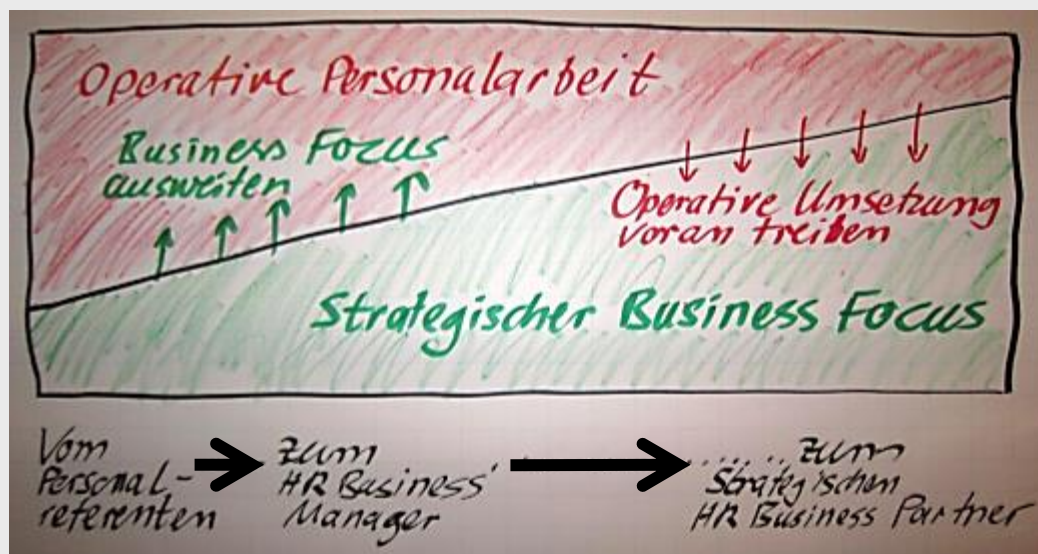 Operative Personalarbeit
Business Focus
ausweiten
Operative Umsetzung
voran treiben
Strategischer Business Focus
Vom
Personal-
referenten
zum
HR Business
Manager
...... zum
Strategischen
HR Business Partner